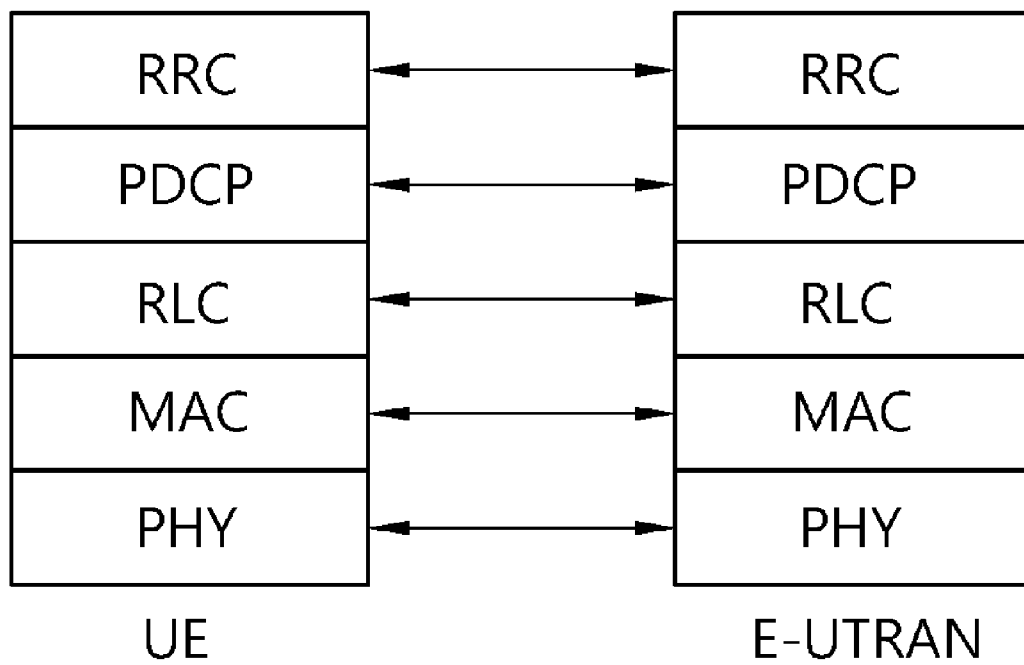 RRC RRC
PDCP PDCP
RLC RLC
MAC MAC
PHY PHY
UE E-UTRAN